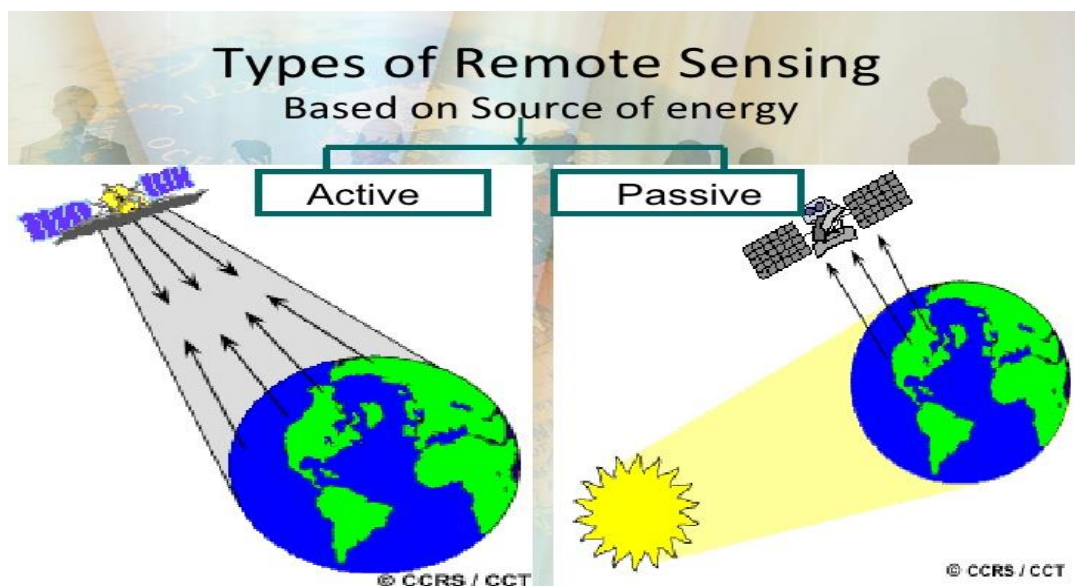 Types of Remote Sensing
Based on Source of energy
Active
Passive
© CCRS / CCT
© CCRS / CCT